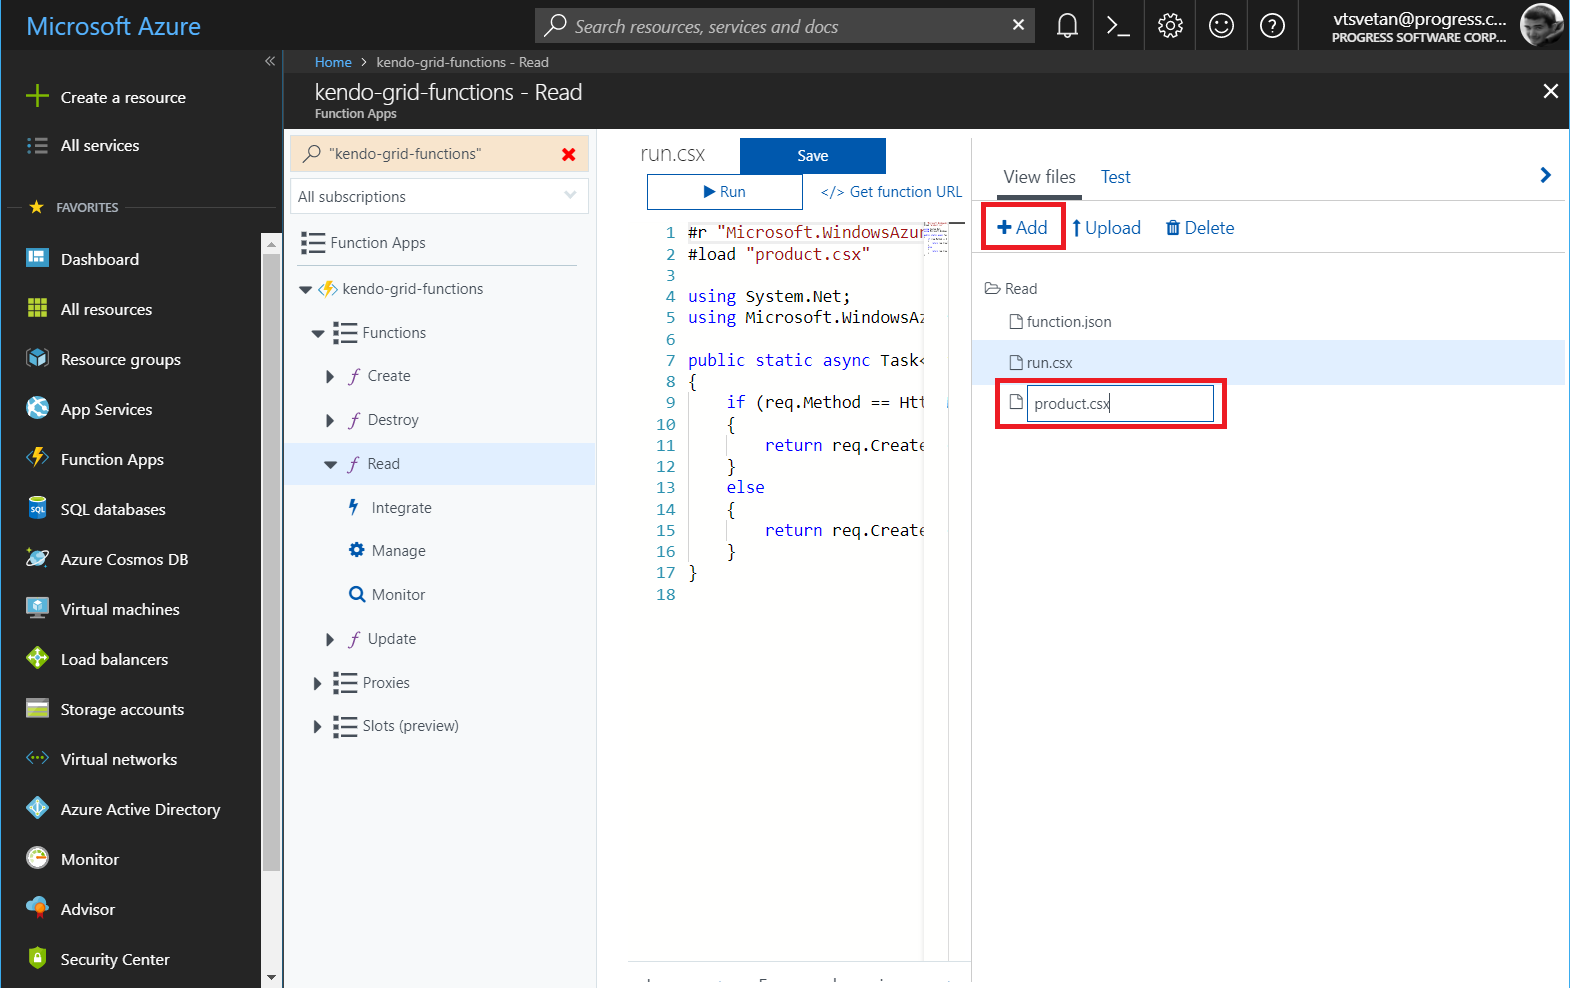 Microsoft Azure
Search resources, services and docs
vtsvetan@progress.c...
PROGRESS SOFTWARE CORP...
Create a resource
All services
FAVORITES
Dashboard
All resources
Resource groups
App Services
Function Apps
SQL databases
Azure Cosmos DB
Virtual machines
Load balancers
Storage accounts
Virtual networks
Azure Active Directory
Monitor
Advisor
Security Center
Home > kendo-grid-functions - Read
kendo-grid-functions - Read
Function Apps
"kendo-grid-functions"
All subscriptions
Function Apps
kendo-grid-functions
Functions
Create
Destroy
Read
Integrate
Manage
Monitor
Update
Proxies
Slots (preview)
run.csx
Save
Run
</> Get function URL
1 #r "Microsoft.WindowsAzur
2 #load "product.csx"
3
4 using System.Net;
5 using Microsoft.WindowsAz
6
7 public static async Task<
8 {
9 if (req.Method == Htt
10 {
11 return req.Create
12 }
13 else
14 {
15 return req.Create
16 }
17 }
18
View files
Test
Add
Upload
Delete
Read
function.json
run.csx
product.csx